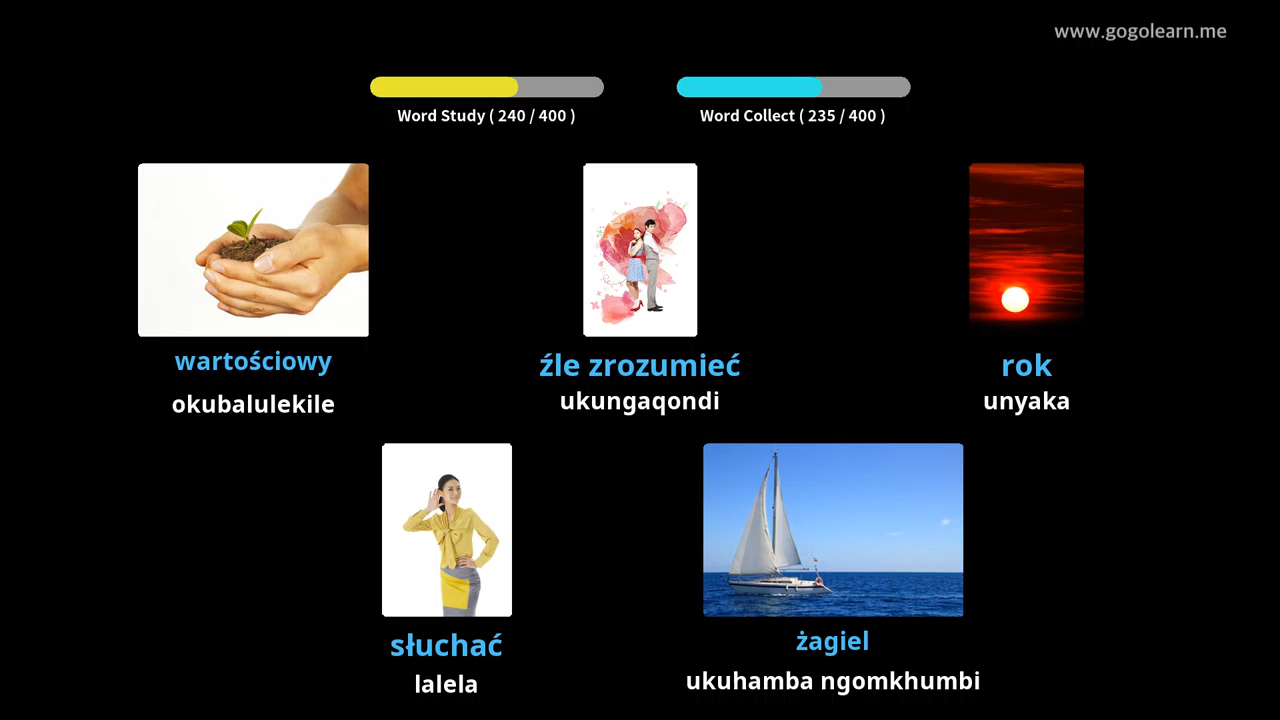 www.gogolearn.me
Word Study ( 240 / 400 )
Word Collect ( 235 / 400 )
wartościowy
okubalulekile
źle zrozumieć
ukungaqondi
rok
unyaka
słuchać
lalela
żagiel
ukuhamba ngomkhumbi